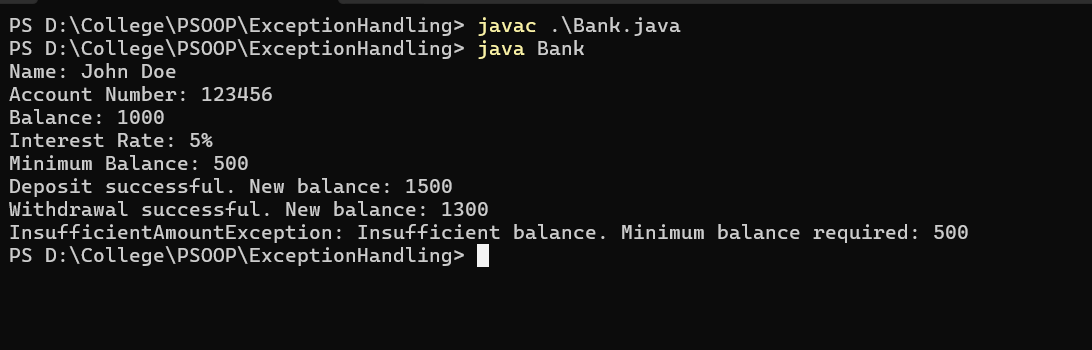 PS D:\College\PSOOP\ExceptionHandling> javac .\Bank.java
PS D:\College\PSOOP\ExceptionHandling> java Bank
Name: John Doe
Account Number: 123456
Balance: 1000
Interest Rate: 5%
Minimum Balance: 500
Deposit successful. New balance: 1500
Withdrawal successful. New balance: 1300
InsufficientAmountException: Insufficient balance. Minimum balance required: 500
PS D:\College\PSOOP\ExceptionHandling>